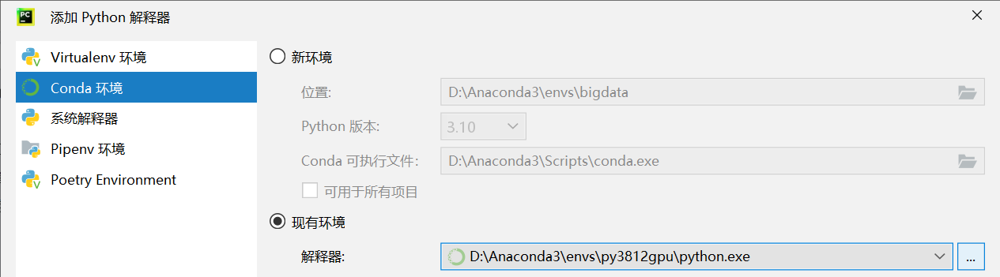 PC
添加 Python 解释器
Virtualenv 环境
Conda 环境
系统解释器
Pipenv 环境
Poetry Environment
新环境
位置: D:\Anaconda3\envs\bigdata
Python 版本: 3.10
Conda 可执行文件: D:\Anaconda3\Scripts\conda.exe
可用于所有项目
现有环境
解释器: D:\Anaconda3\envs\py3812gpu\python.exe ...